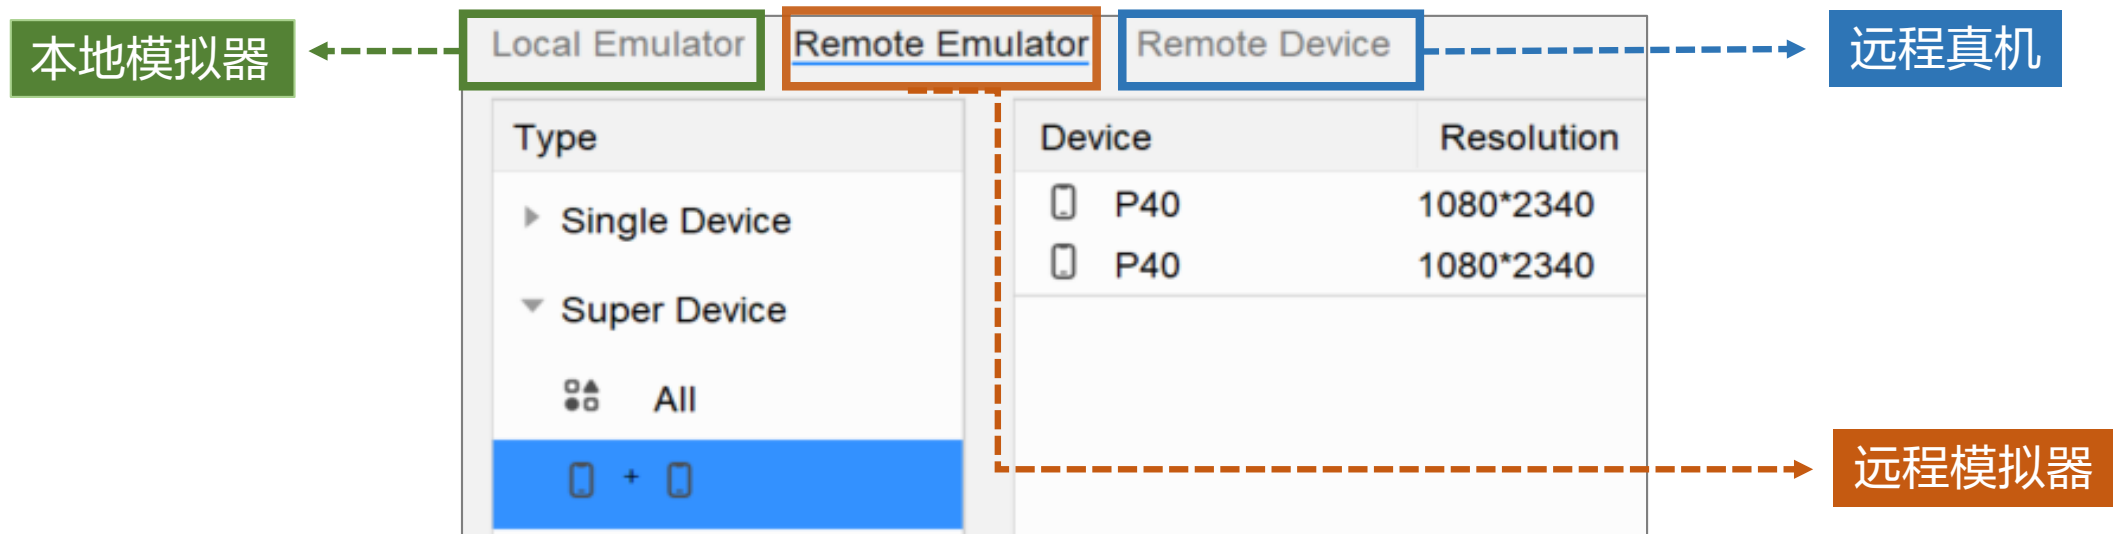 本地模拟器
Local Emulator
Remote Emulator
Remote Device
远程真机
Type
Device
Resolution
Single Device
P40
1080*2340
P40
1080*2340
Super Device
All
+
远程模拟器